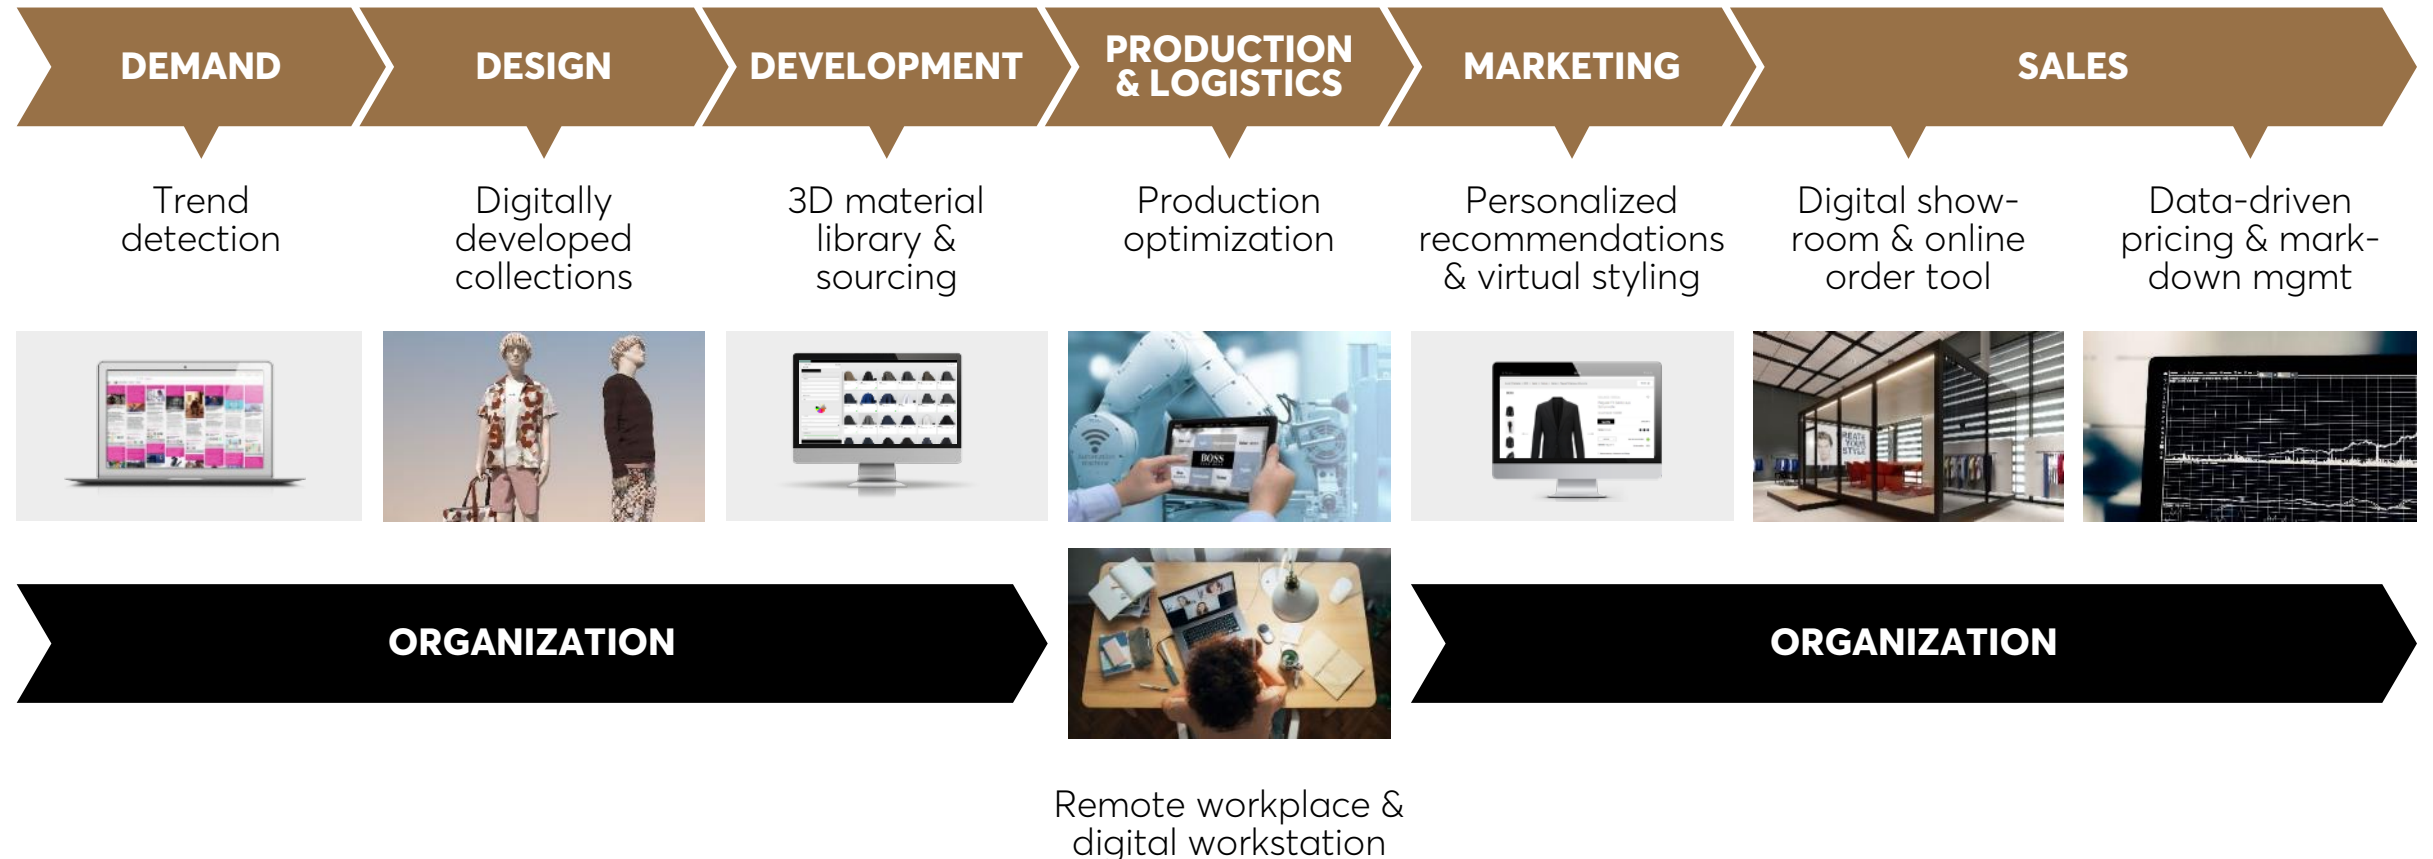 DEMAND
DESIGN
DEVELOPMENT
PRODUCTION
& LOGISTICS
MARKETING
SALES
Trend
detection
Digitally
developed
collections
3D material
library &
sourcing
Production
optimization
Personalized
recommendations
& virtual styling
Digital show-
room & online
order tool
Data-driven
pricing & mark-
down mgmt
BOSS
YOUR
STYLE
ORGANIZATION
ORGANIZATION
Remote workplace &
digital workstation